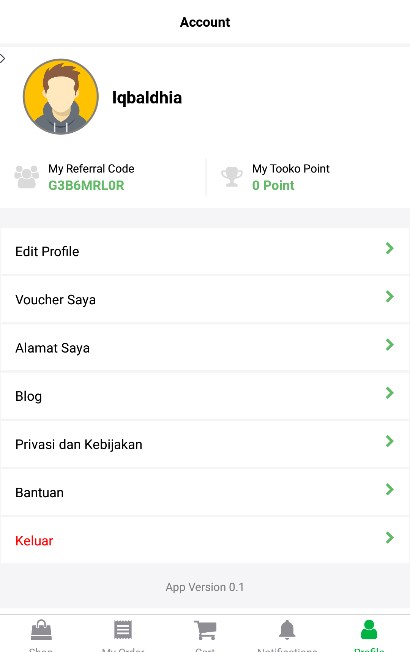 Account
Iqbaldhia
My Referral Code
G3B6MRL0R
My Tooko Point
0 Point
Edit Profile
Voucher Saya
Alamat Saya
Blog
Privasi dan Kebijakan
Bantuan
Keluar
App Version 0.1
Shop
My Order
Cart
Notifications
Profile